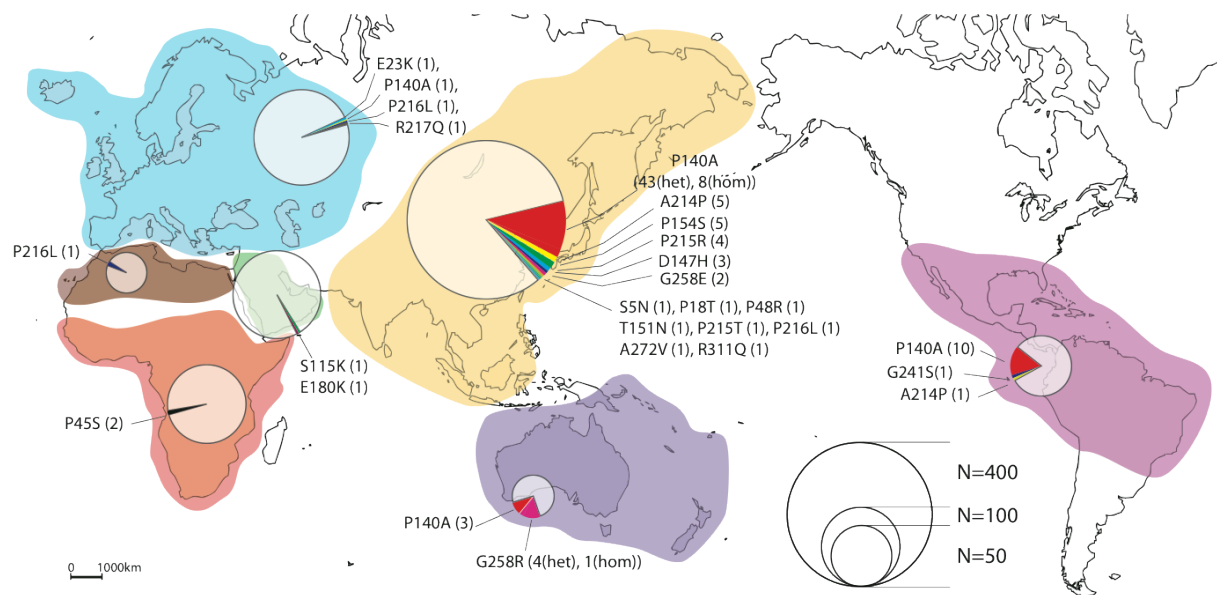 E23K (1),
P140A (1),
P216L (1),
R217Q (1)
P216L (1)
S115K (1)
E180K (1)
P45S (2)
P140A
(43(het), 8(hom))
A214P (5)
P154S (5)
P215R (4)
D147H (3)
G258E (2)
S5N (1), P18T (1), P48R (1)
T151N (1), P215T (1), P216L (1)
A272V (1), R311Q (1)
P140A (3)
G258R (4(het), 1(hom))
P140A (10)
G241S(1)
A214P (1)
N=400
N=100
N=50
0 1000km